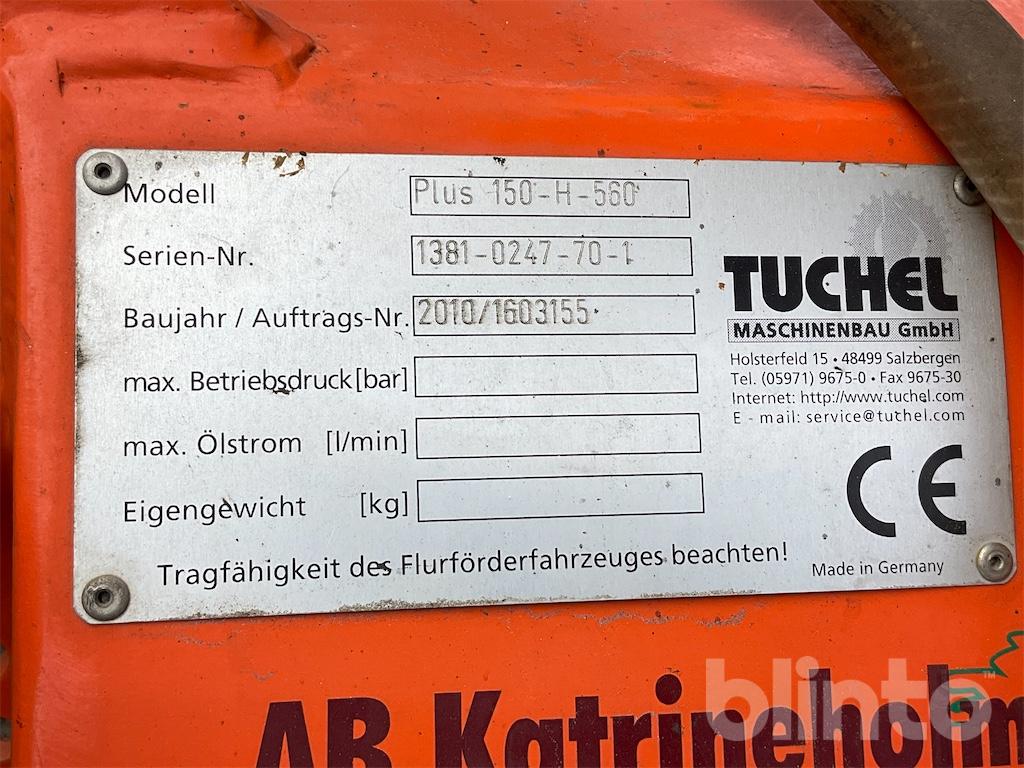 Modell Plus 150-H-560
Serien-Nr. 1381-0247-70-1
Baujahr / Auftrags-Nr. 2010/1603155
max. Betriebsdruck [bar]
max. Ölstrom [l/min]
Eigengewicht [kg]
Tragfähigkeit des Flurförderfahrzeuges beachten!
TUCHEL
MASCHINENBAU GmbH
Holsterfeld 15 • 48499 Salzbergen
Tel. (05971) 9675-0 • Fax 9675-30
Internet: http//www.tuchel.com
E - mail: service@tuchel.com
CE
Made in Germany
AB Katrineholm
blinto™